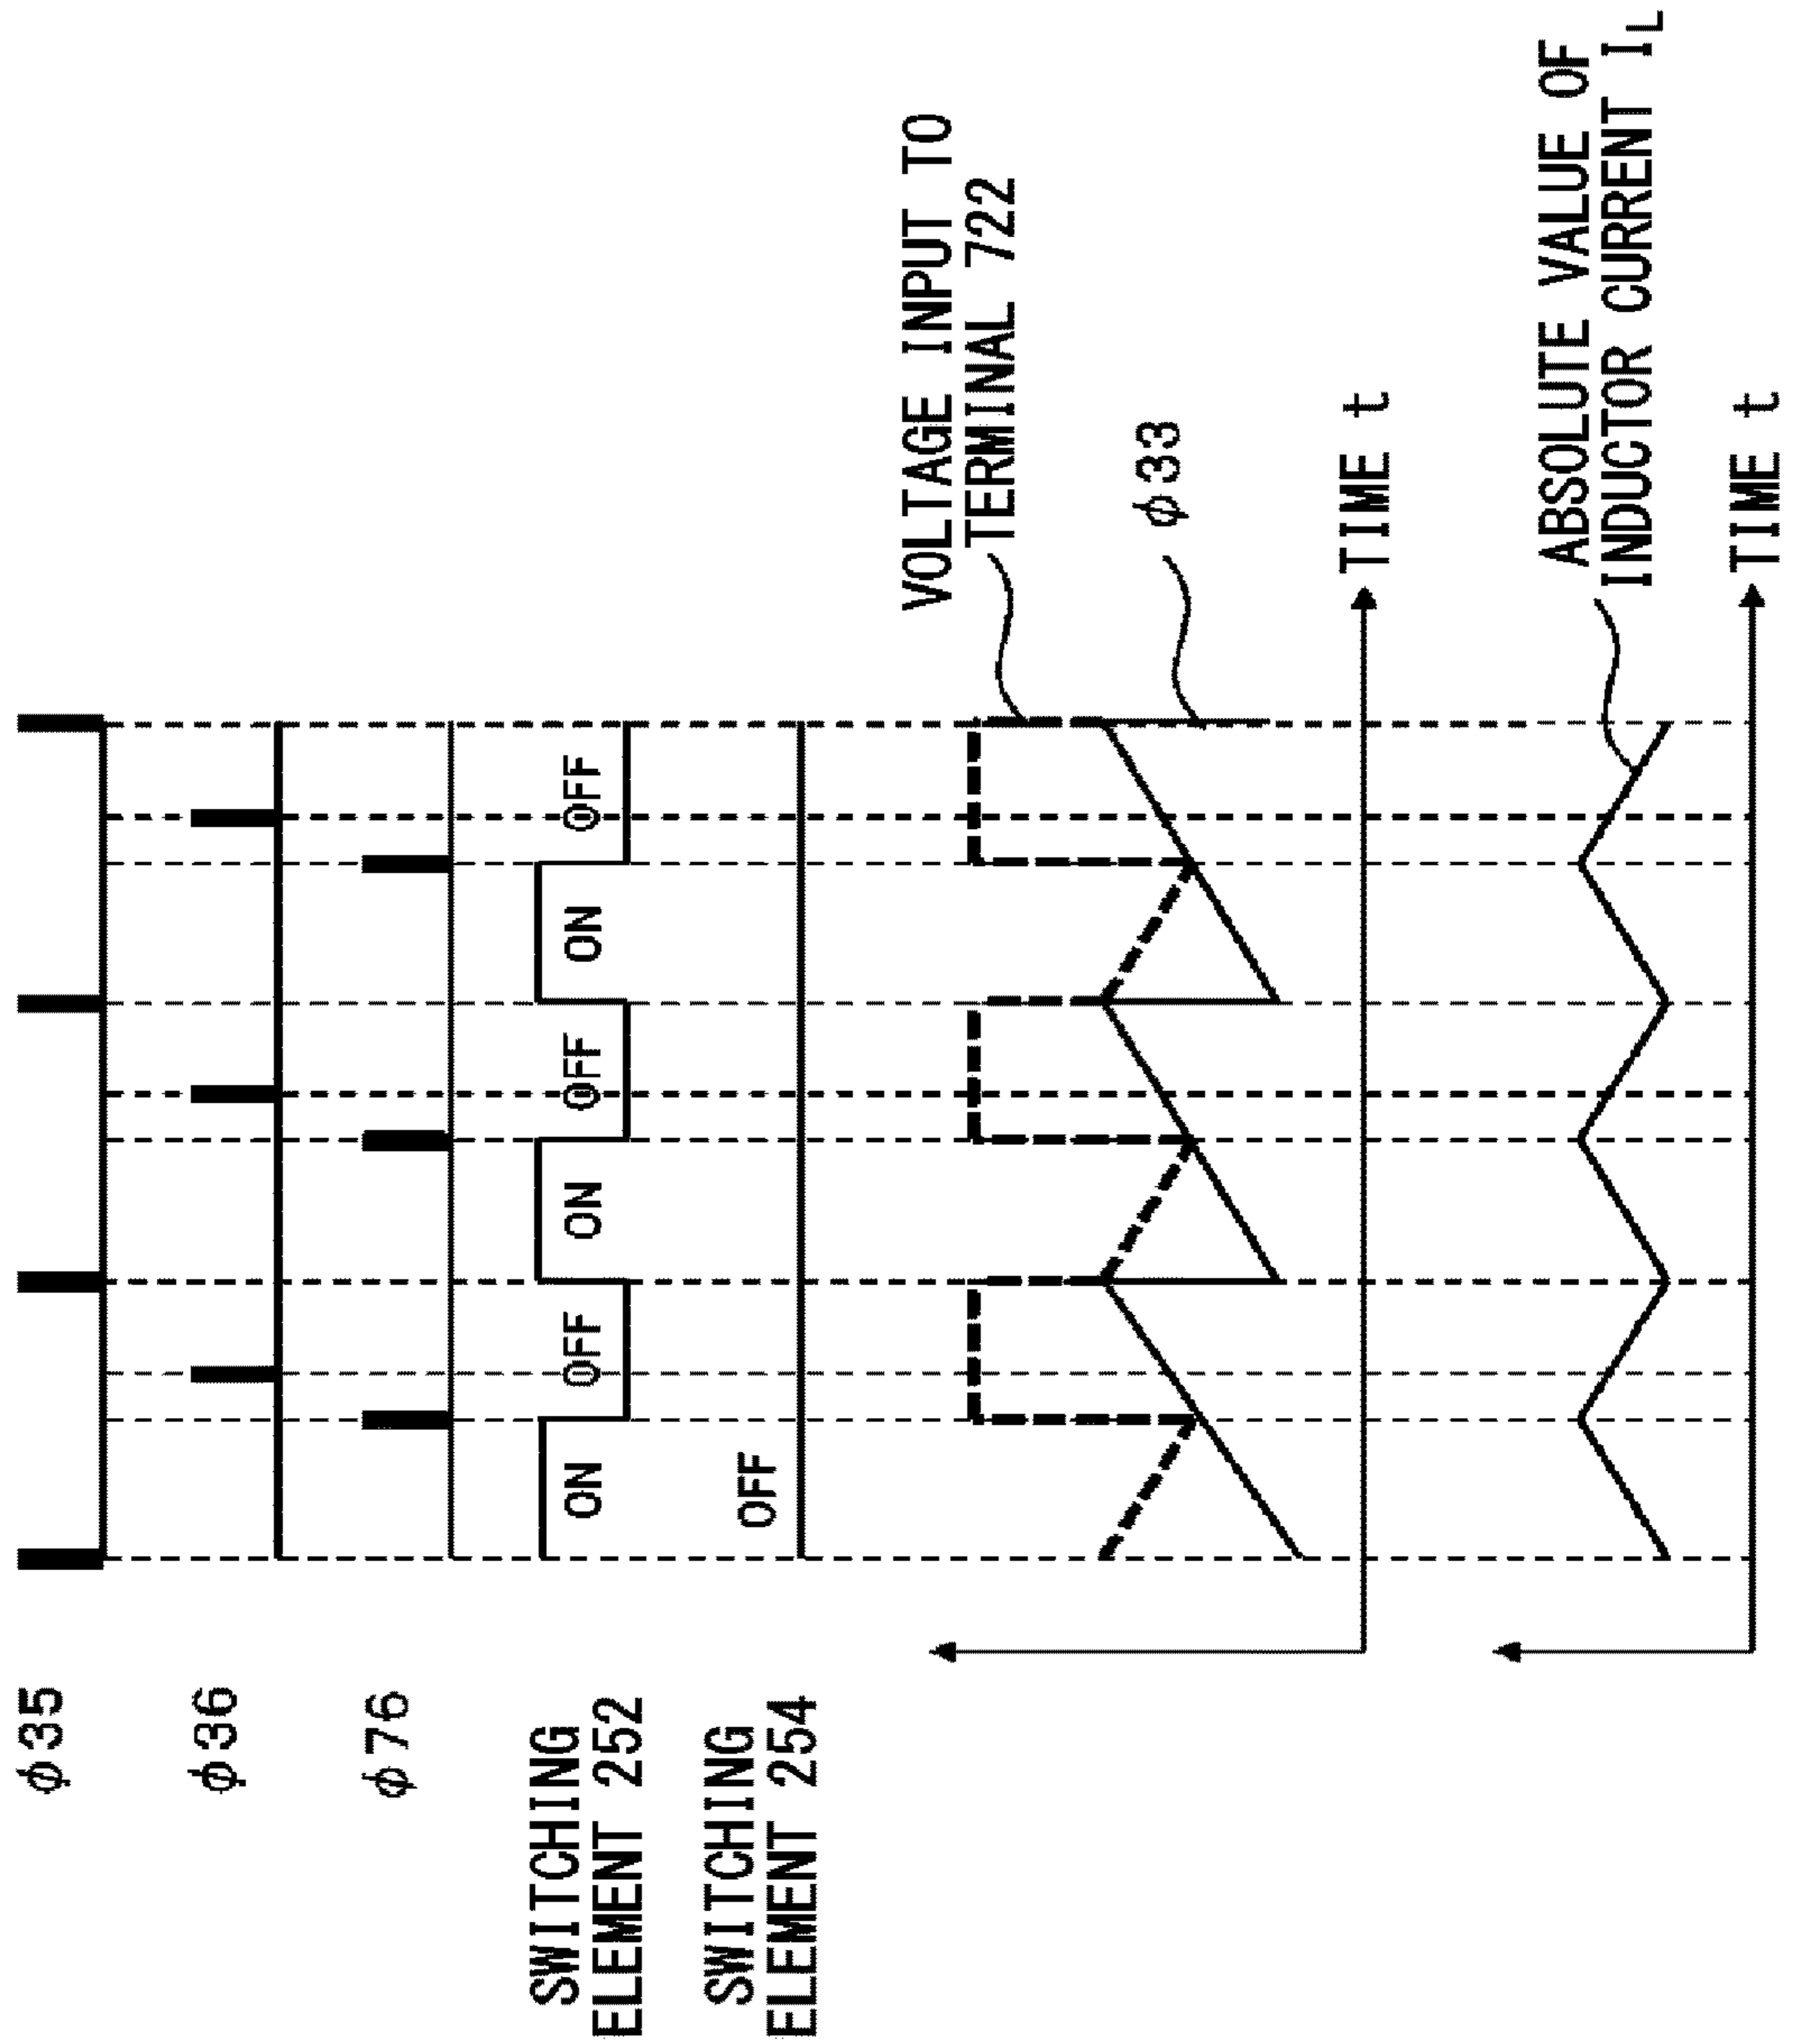 φ35
φ36
φ76
SWITCHING
ELEMENT 252
ON
OFF
ON
OFF
ON
OFF
SWITCHING
ELEMENT 254
OFF
VOLTAGE INPUT TO
TERMINAL 722
φ33
TIME t
ABSOLUTE VALUE OF
INDUCTOR CURRENT IL
TIME t